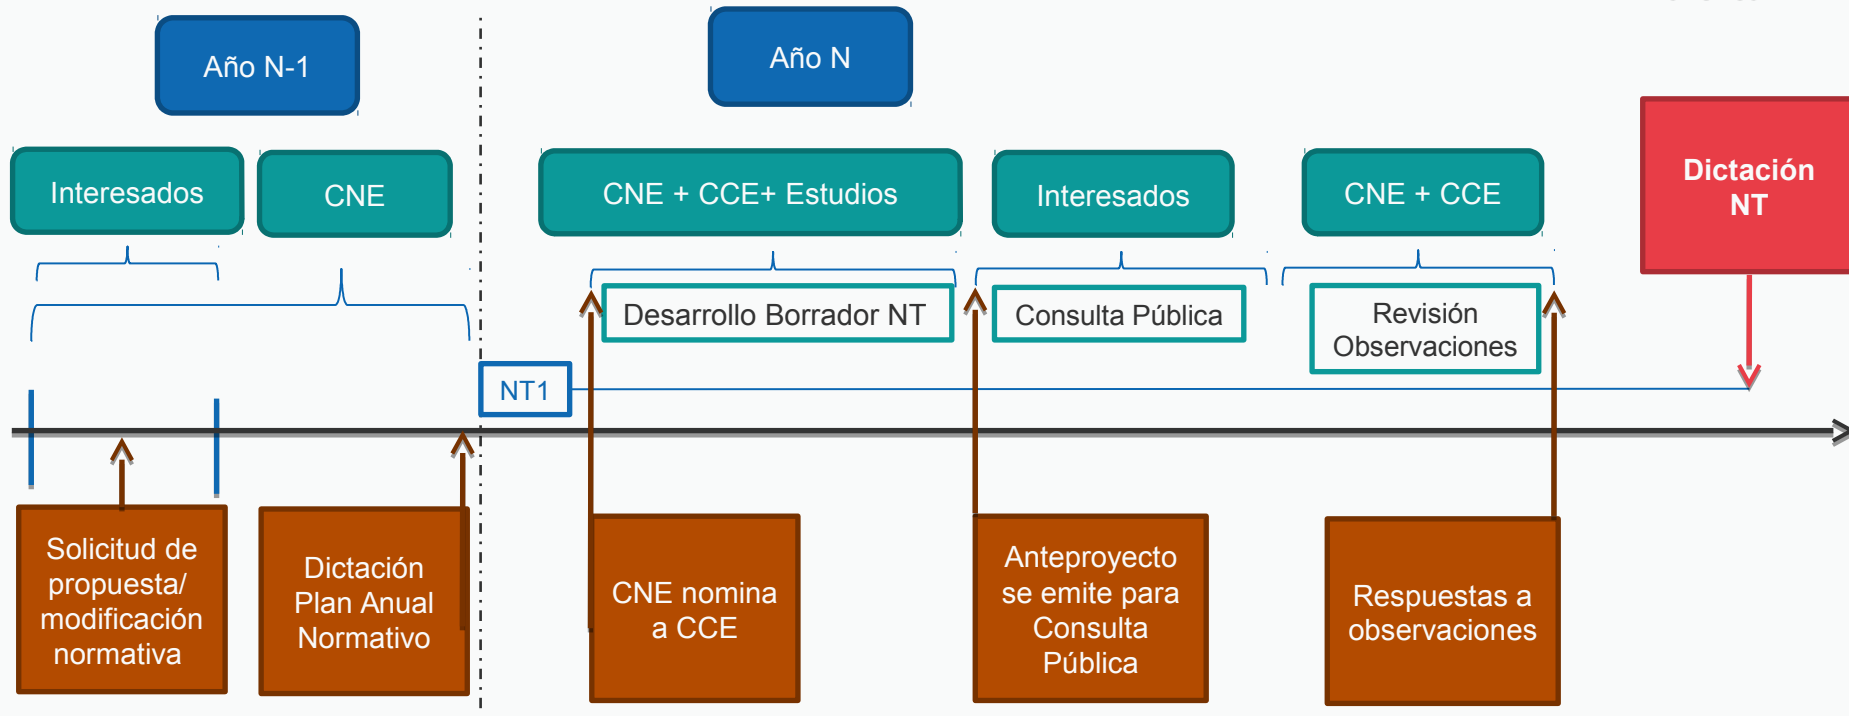 Año N-1
Año N
Interesados
CNE
CNE + CCE+ Estudios
Interesados
CNE + CCE
Dictación
NT
Desarrollo Borrador NT
Consulta Pública
Revisión
Observaciones
NT1
Solicitud de
propuesta/
modificación
normativa
Dictación
Plan Anual
Normativo
CNE nomina
a CCE
Anteproyecto
se emite para
Consulta
Pública
Respuestas a
observaciones